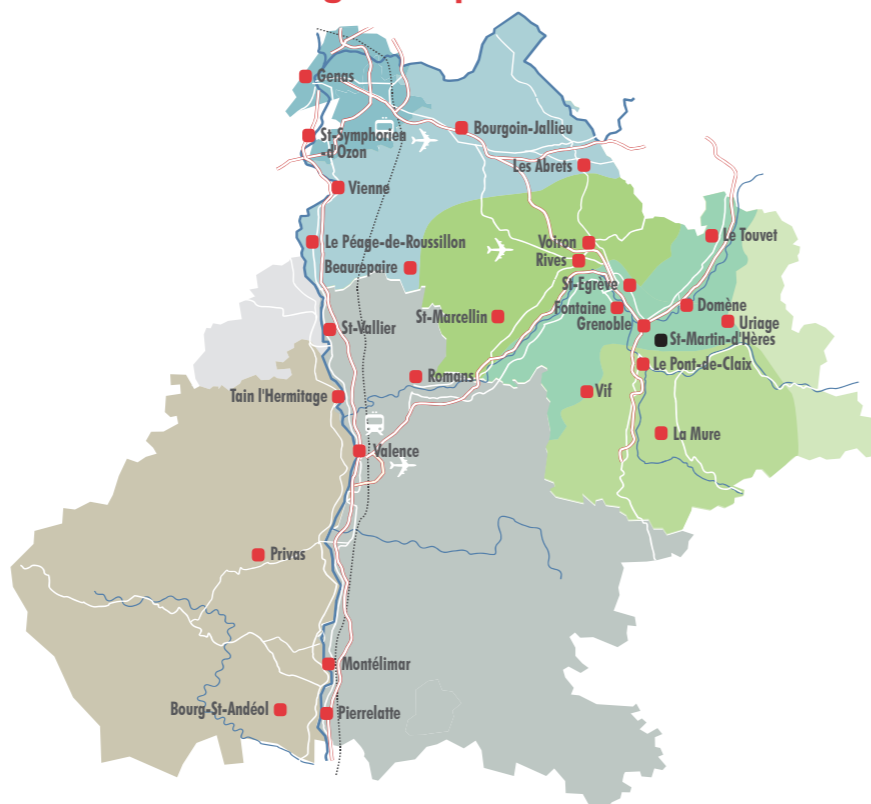 Genas
St-Symphorien
-d'Ozon
Bourgoin-Jallieu
Les Abrets
Vienne
Le Péage-de-Roussillon
Beaurepaire
Voiron
Rives
Le Touvet
St-Egrève
Fontaine
Grenoble
Domène
Uriage
St-Marcellin
St-Vallier
St-Martin-d'Hères
Le Pont-de-Claix
Romans
Tain l'Hermitage
Vif
La Mure
Valence
Privas
Montélimar
Bourg-St-Andéol
Pierrelatte